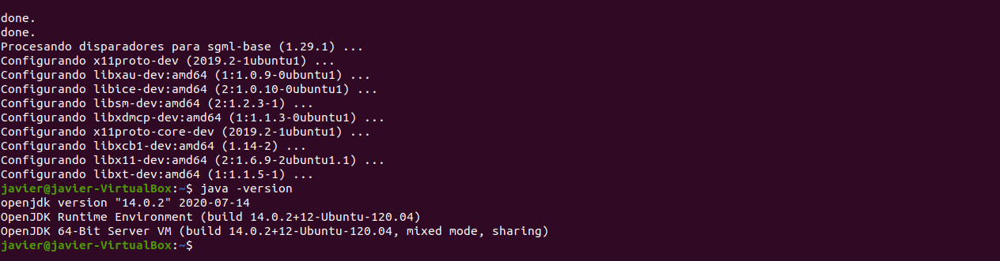 done.
done.
Procesando disparadores para sgml-base (1.29.1) ...
Configurando x11proto-dev (2019.2-1ubuntu1) ...
Configurando libxau-dev:amd64 (1:1.0.9-0ubuntu1) ...
Configurando libice-dev:amd64 (2:1.0.10-0ubuntu1) ...
Configurando libsm-dev:amd64 (2:1.2.3-1) ...
Configurando libxdmcp-dev:amd64 (1:1.1.3-0ubuntu1) ...
Configurando x11proto-core-dev (2019.2-1ubuntu1) ...
Configurando libxcb1-dev:amd64 (1.14-2) ...
Configurando libx11-dev:amd64 (2:1.6.9-2ubuntu1.1) ...
Configurando libxt-dev:amd64 (1:1.1.5-1) ...
javier@javier-VirtualBox:~$ java -version
openjdk version "14.0.2" 2020-07-14
OpenJDK Runtime Environment (build 14.0.2+12-Ubuntu-120.04)
OpenJDK 64-Bit Server VM (build 14.0.2+12-Ubuntu-120.04, mixed mode, sharing)
javier@javier-VirtualBox:~$